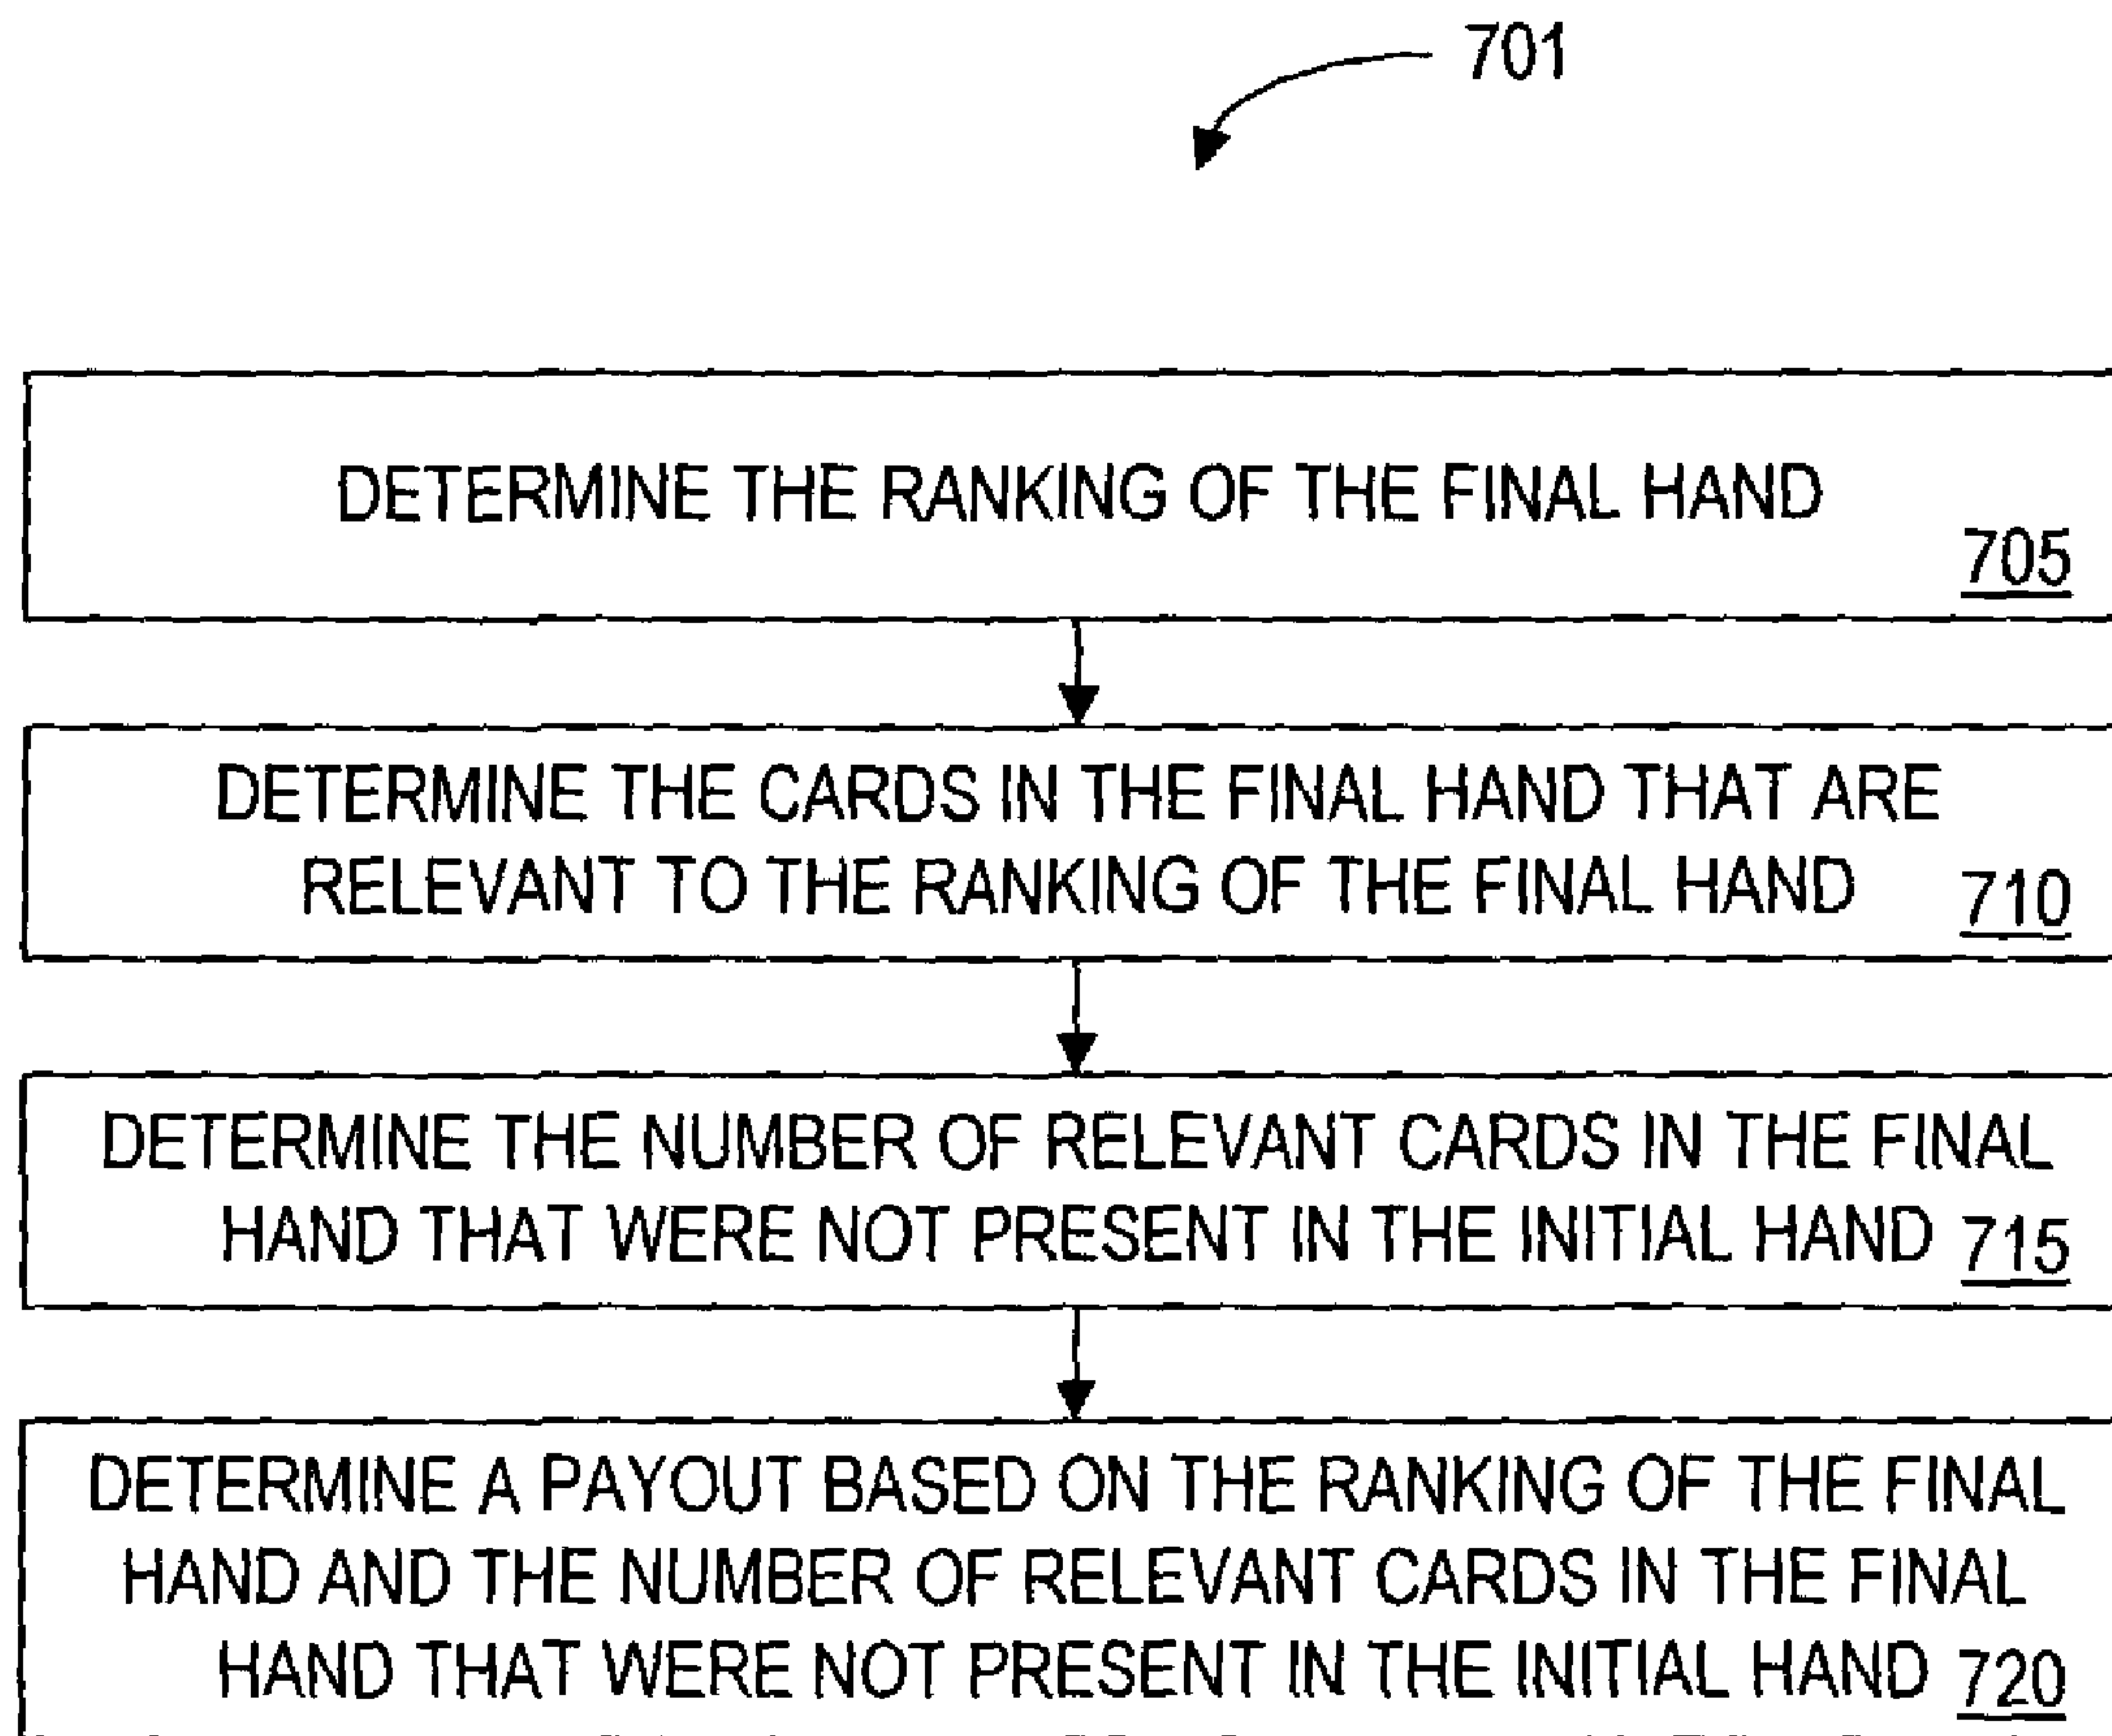 701
DETERMINE THE RANKING OF THE FINAL HAND
705
DETERMINE THE CARDS IN THE FINAL HAND THAT ARE
RELEVANT TO THE RANKING OF THE FINAL HAND 710
DETERMINE THE NUMBER OF RELEVANT CARDS IN THE FINAL
HAND THAT WERE NOT PRESENT IN THE INITIAL HAND 715
DETERMINE A PAYOUT BASED ON THE RANKING OF THE FINAL
HAND AND THE NUMBER OF RELEVANT CARDS IN THE FINAL
HAND THAT WERE NOT PRESENT IN THE INITIAL HAND 720